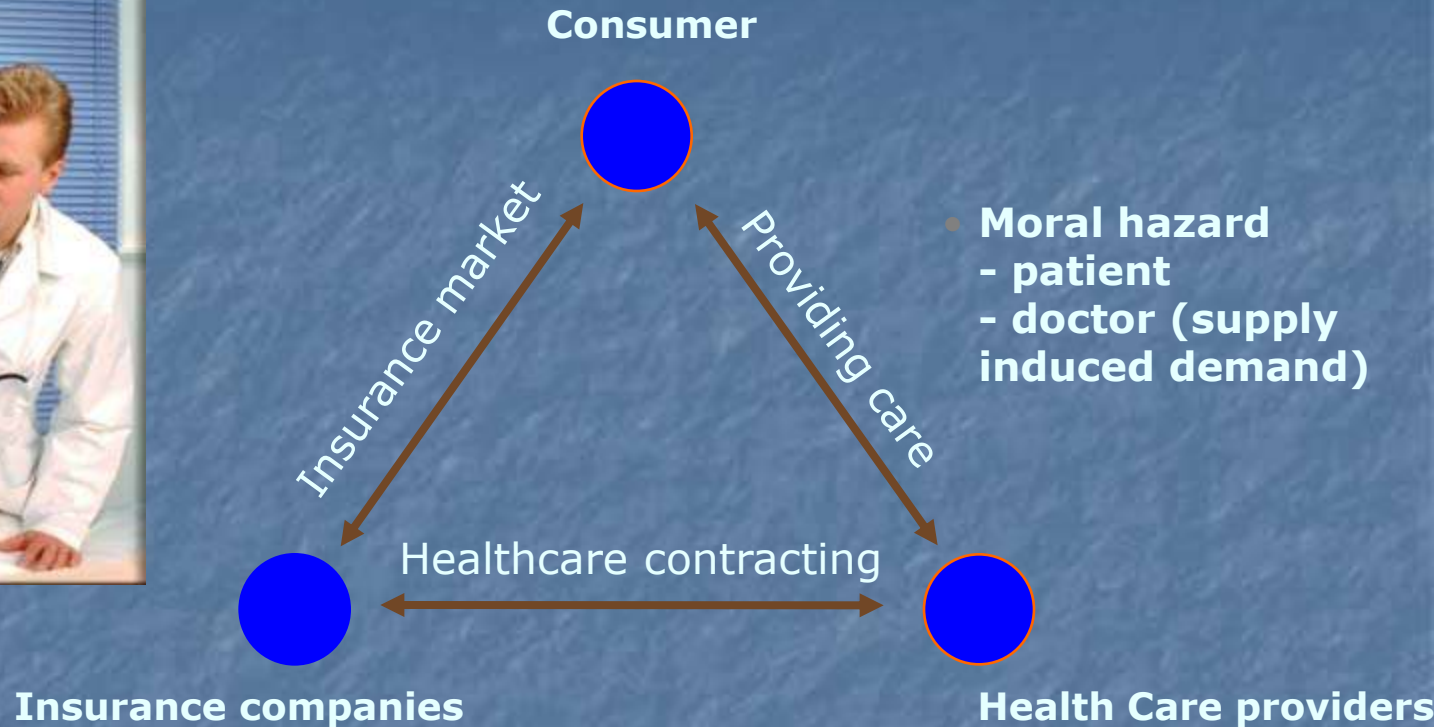 Consumer
Insurance market
Providing care
Moral hazard
- patient
- doctor (supply
induced demand)
Healthcare contracting
Insurance companies
Health Care providers